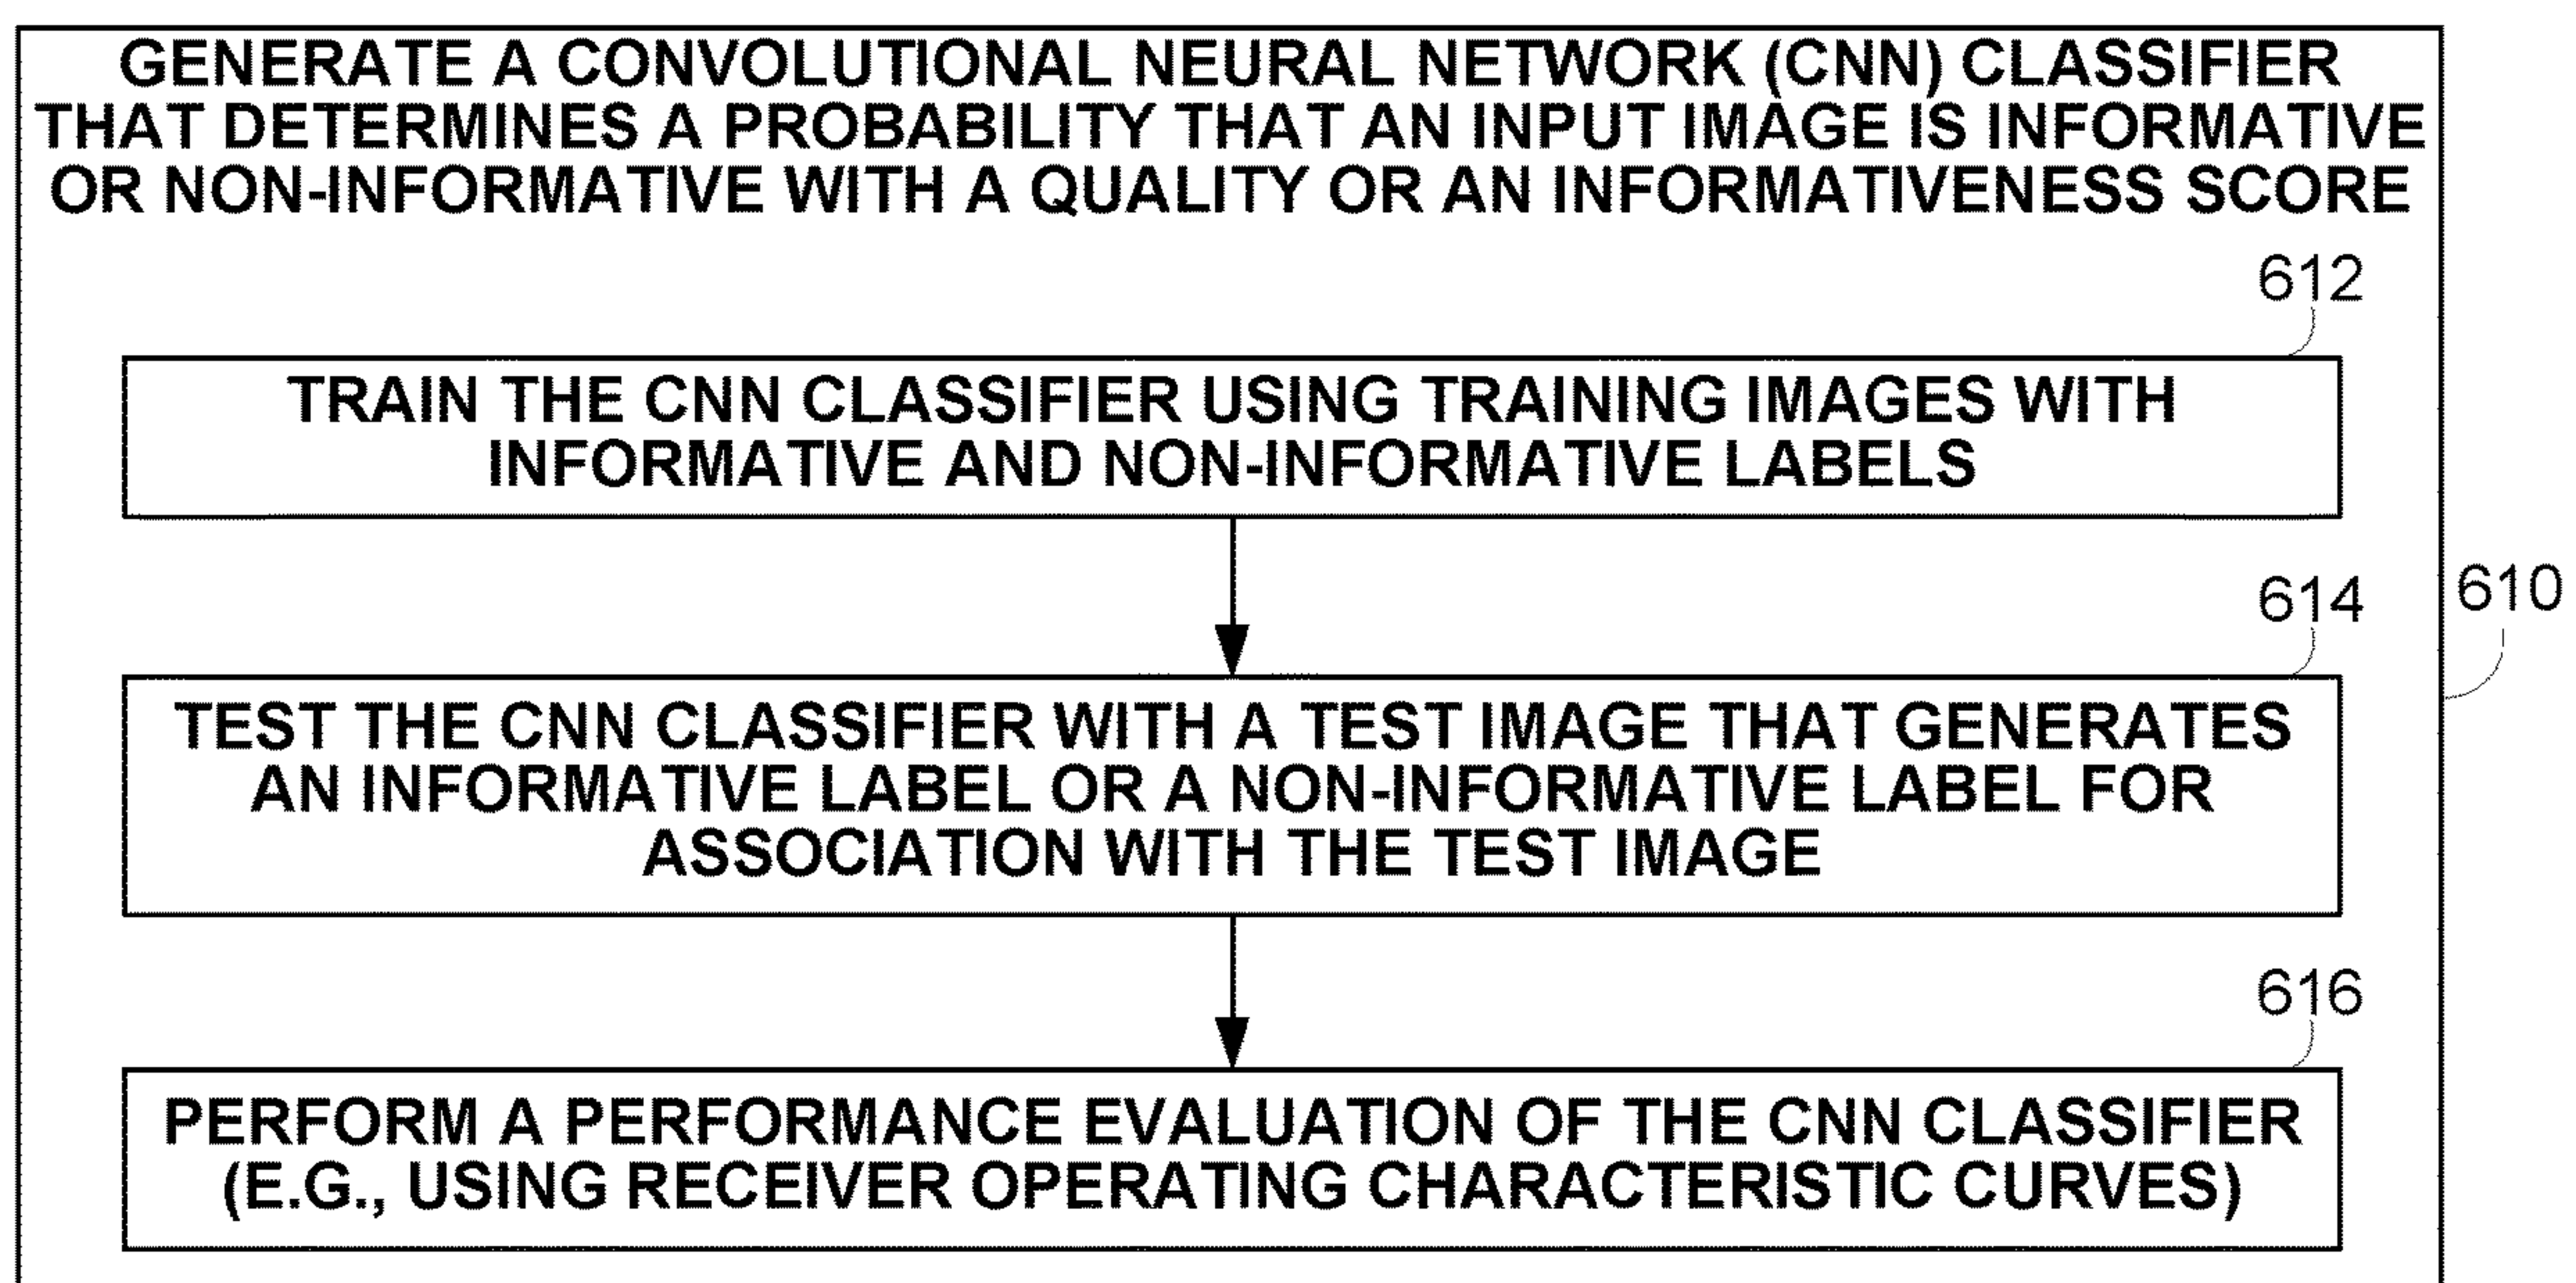 GENERATE A CONVOLUTIONAL NEURAL NETWORK (CNN) CLASSIFIER
THAT DETERMINES A PROBABILITY THAT AN INPUT IMAGE IS INFORMATIVE
OR NON-INFORMATIVE WITH A QUALITY OR AN INFORMATIVENESS SCORE
612
TRAIN THE CNN CLASSIFIER USING TRAINING IMAGES WITH
INFORMATIVE AND NON-INFORMATIVE LABELS
610
614
TEST THE CNN CLASSIFIER WITH A TEST IMAGE THAT GENERATES
AN INFORMATIVE LABEL OR A NON-INFORMATIVE LABEL FOR
ASSOCIATION WITH THE TEST IMAGE
616
PERFORM A PERFORMANCE EVALUATION OF THE CNN CLASSIFIER
(E.G., USING RECEIVER OPERATING CHARACTERISTIC CURVES)